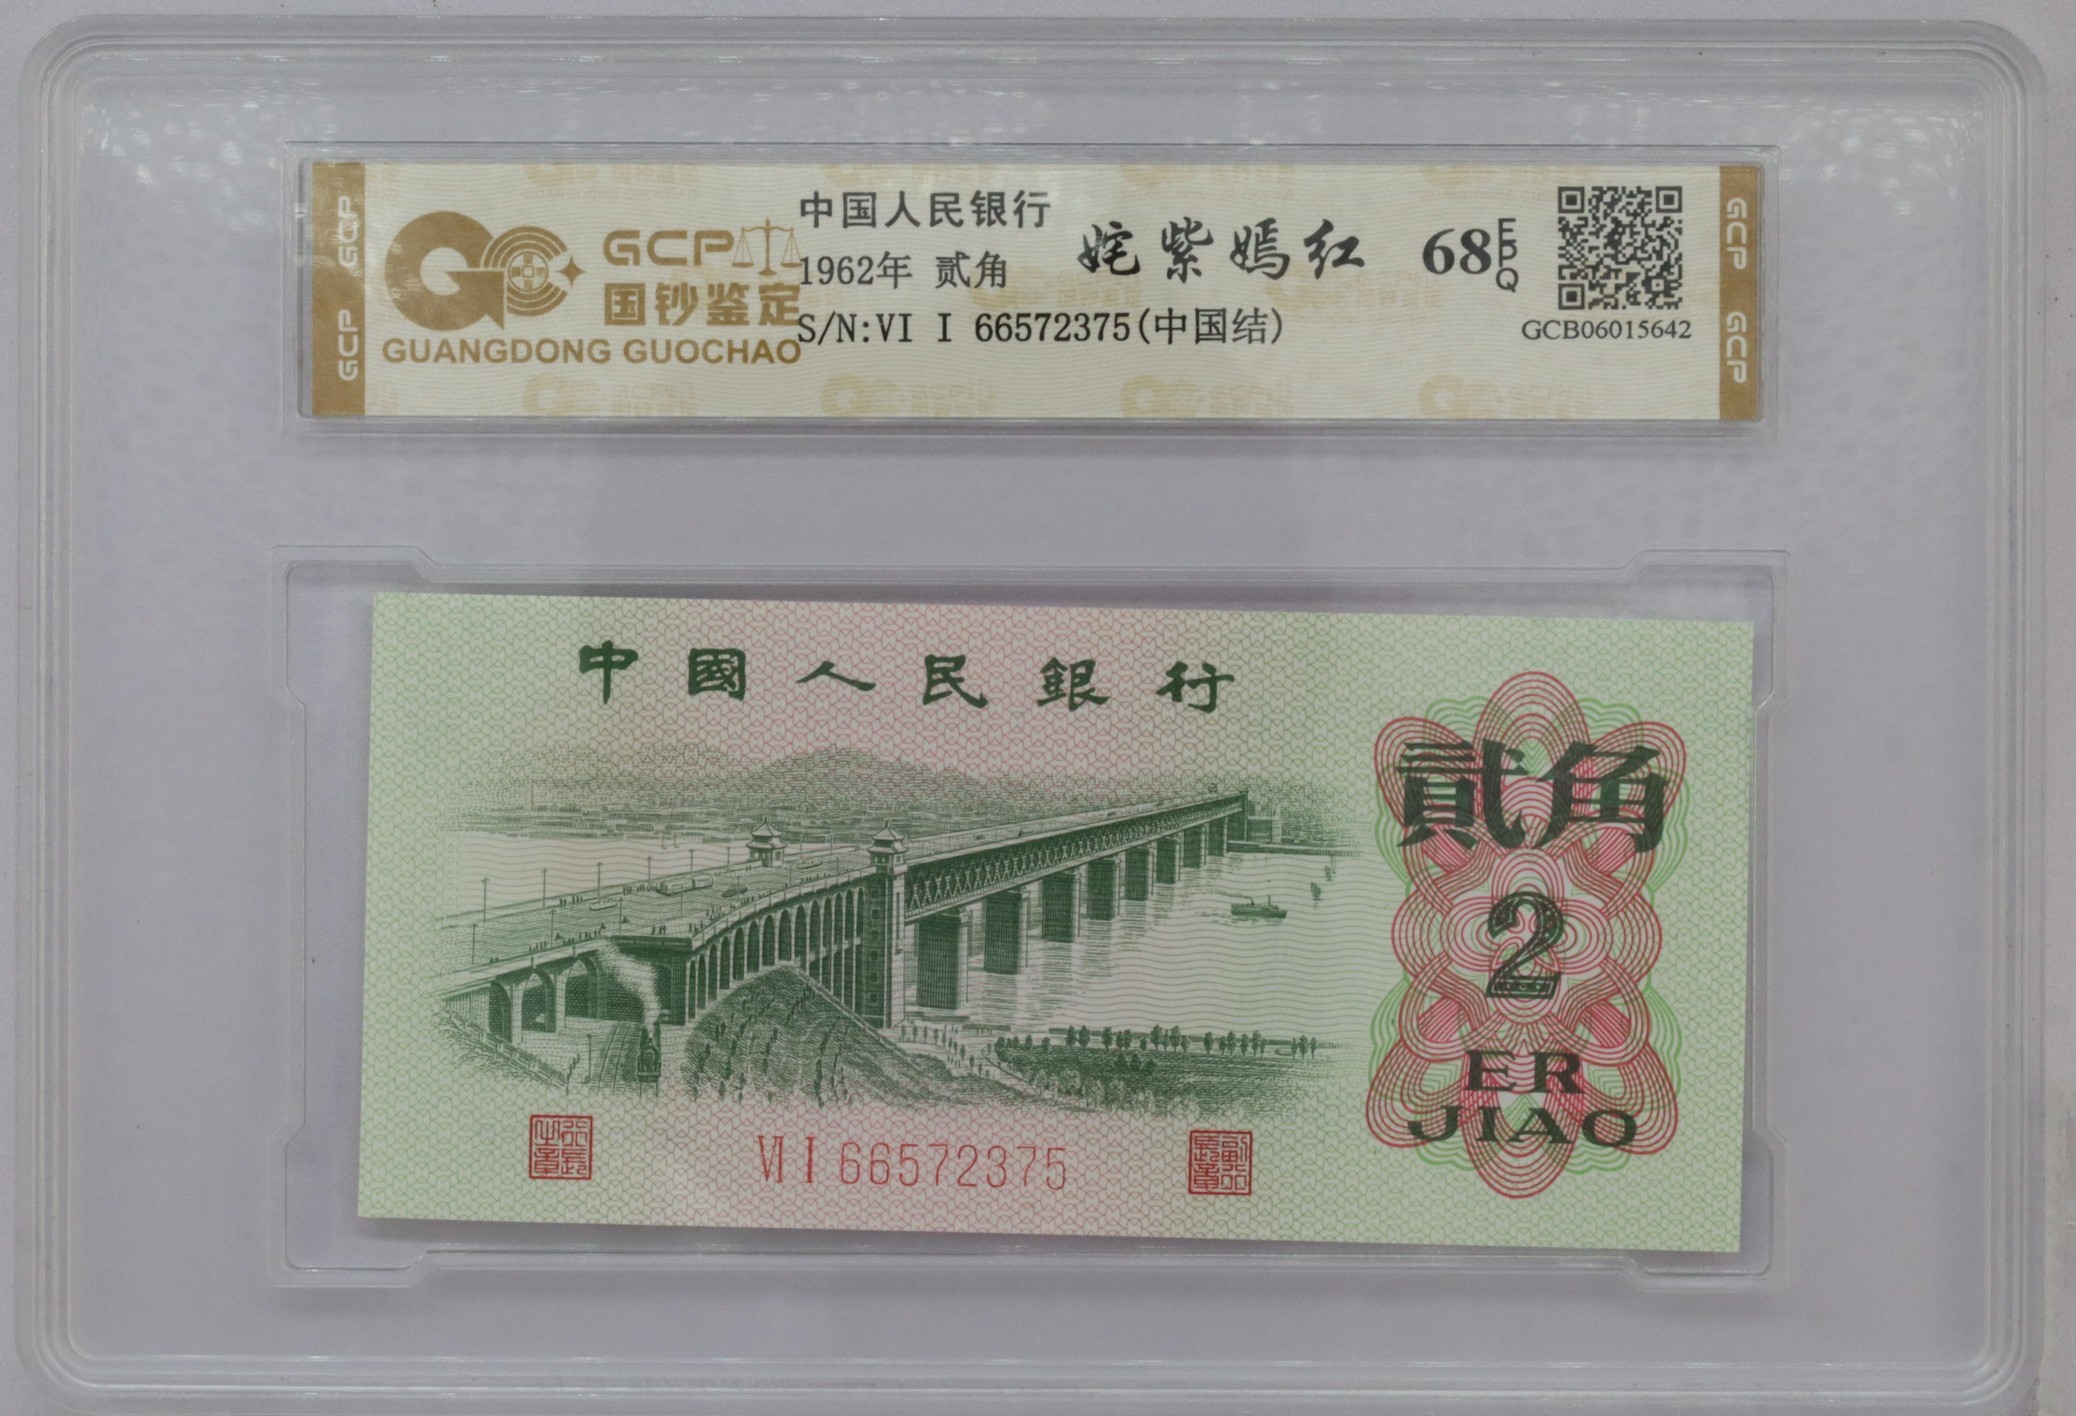 中国人民银行
1962年 贰角
S/N:VI I 66572375(中国结)
姹紫嫣红
68 EPQ
GCB06015642
GCP
国钞鉴定
GUANGDONG GUOCHAO
GCP GCP
GCP GCP
中國人民銀行
貳角
2
ER
JIAO
VI I 66572375